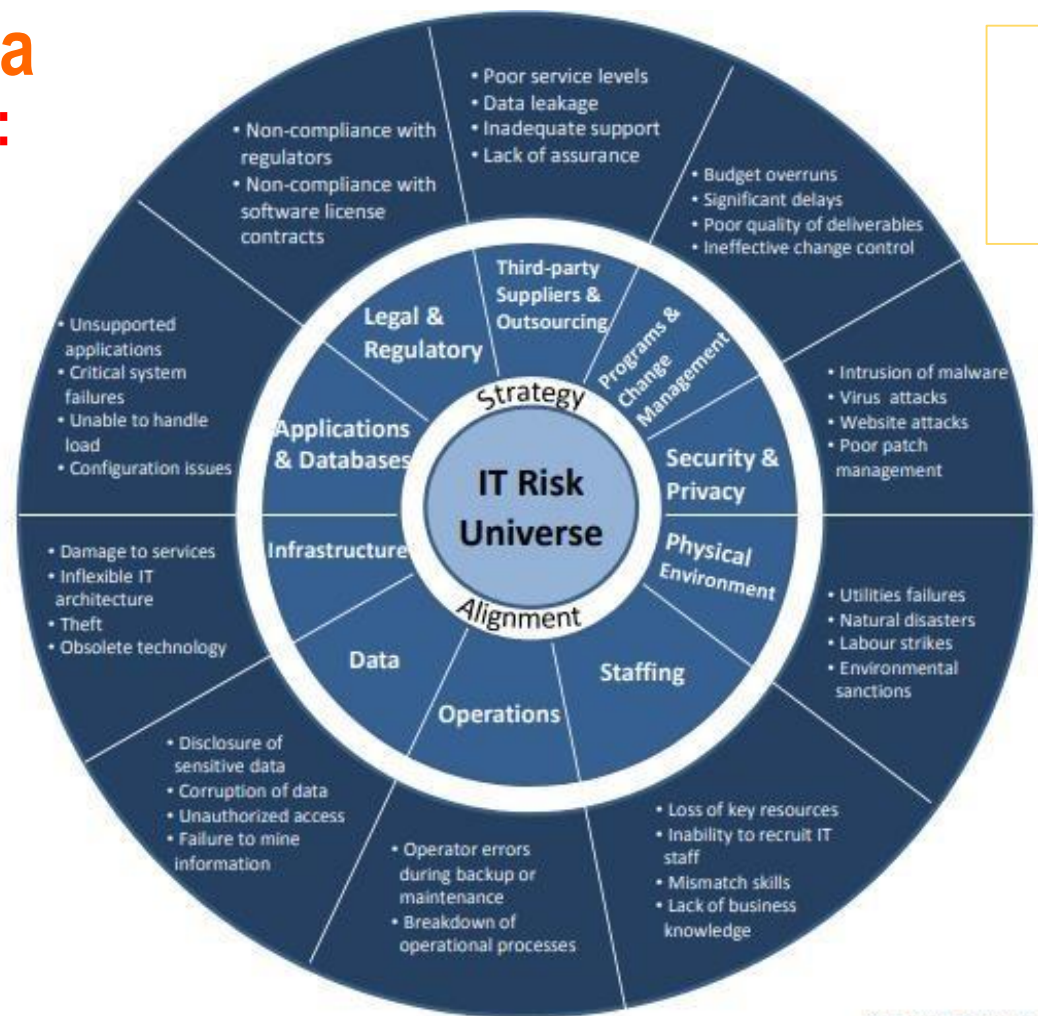 a
:
• Poor service levels
• Data leakage
• Inadequate support
• Lack of assurance
• Budget overruns
• Significant delays
• Poor quality of deliverables
• Ineffective change control
• Intrusion of malware
• Virus attacks
• Website attacks
• Poor patch
management
• Utilities failures
• Natural disasters
• Labour strikes
• Environmental
sanctions
• Loss of key resources
• Inability to recruit IT
staff
• Mismatch skills
• Lack of business
knowledge
• Operator errors
during backup or
maintenance
• Breakdown of
operational processes
• Disclosure of
sensitive data
• Corruption of data
• Unauthorized access
• Failure to mine
information
• Damage to services
• Inflexible IT
architecture
• Theft
• Obsolete technology
• Unsupported
applications
• Critical system
failures
• Unable to handle
load
• Configuration issues
• Non-compliance with
regulators
• Non-compliance with
software license
contracts
Third-party
Suppliers &
Outsourcing
Programs &
Change
Management
Security &
Privacy
Physical
Environment
Staffing
Operations
Data
Infrastructure
Applications
& Databases
Legal &
Regulatory
Strategy
IT Risk
Universe
Alignment